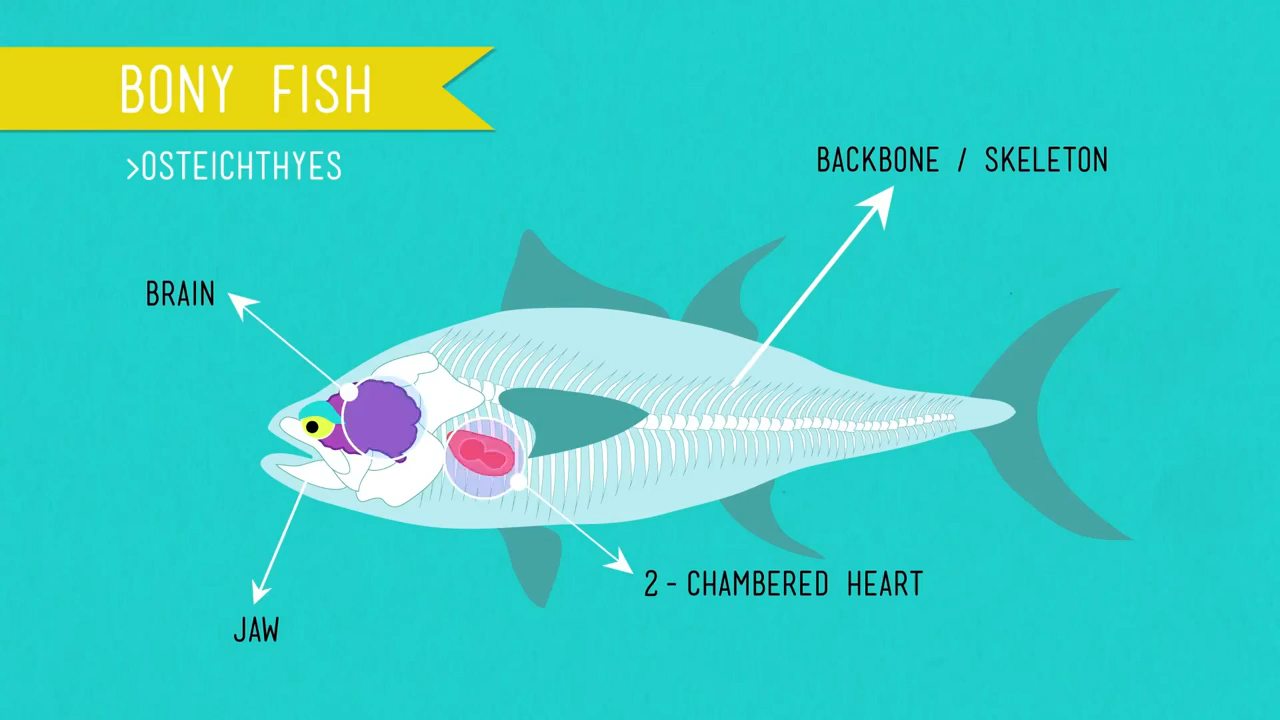 BONY FISH
>OSTEICHTHYES
BACKBONE / SKELETON
BRAIN
2 - CHAMBERED HEART
JAW